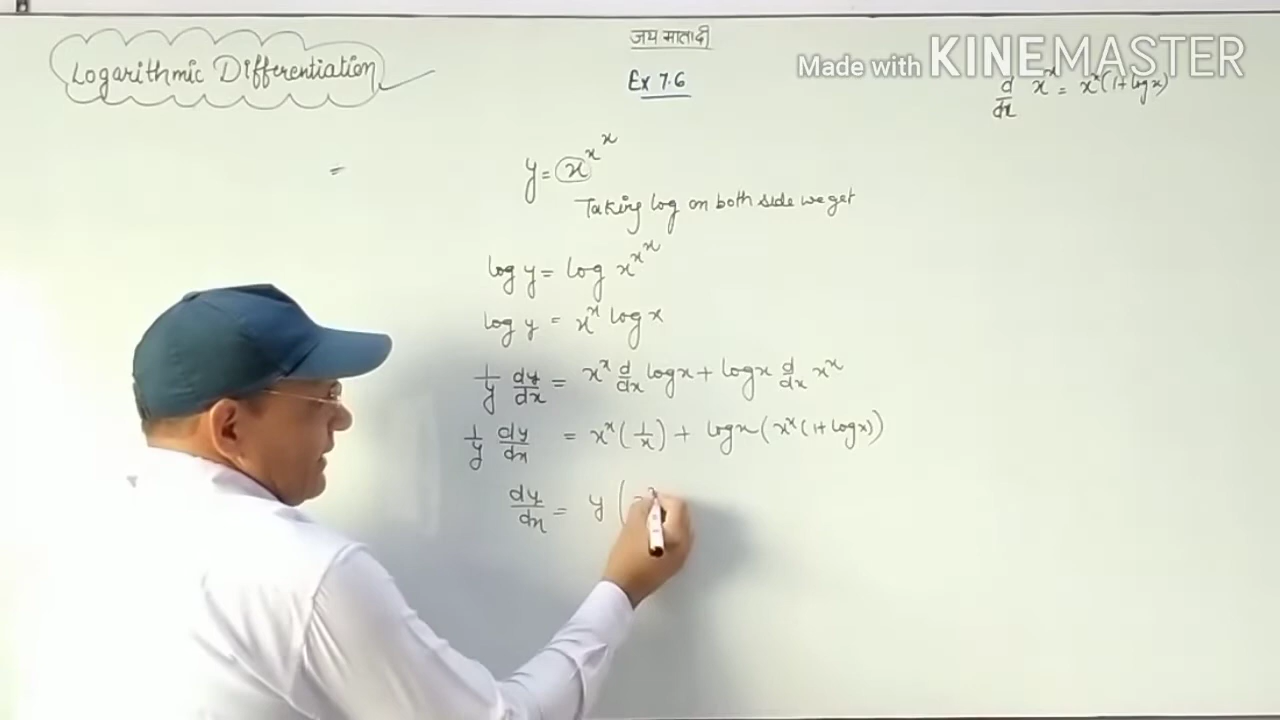 जय माता दी
Logarithmic Differentiation
Ex 7.6
Made with KINEMASTER
d/dx x^x = x^x (1 + log x)
=
y = x^x^x
Taking log on both side we get
log y = log x^x^x
log y = x^x log x
1/y dy/dx = x^x d/dx log x + log x d/dx x^x
1/y dy/dx = x^x (1/x) + log x (x^x (1 + log x))
dy/dx = y (